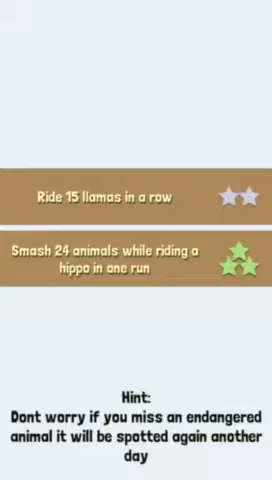 Ride 15 llamas in a row
Smash 24 animals while riding a
hippo in one run
Hint:
Dont worry if you miss an endangered
animal it will be spotted again another
day